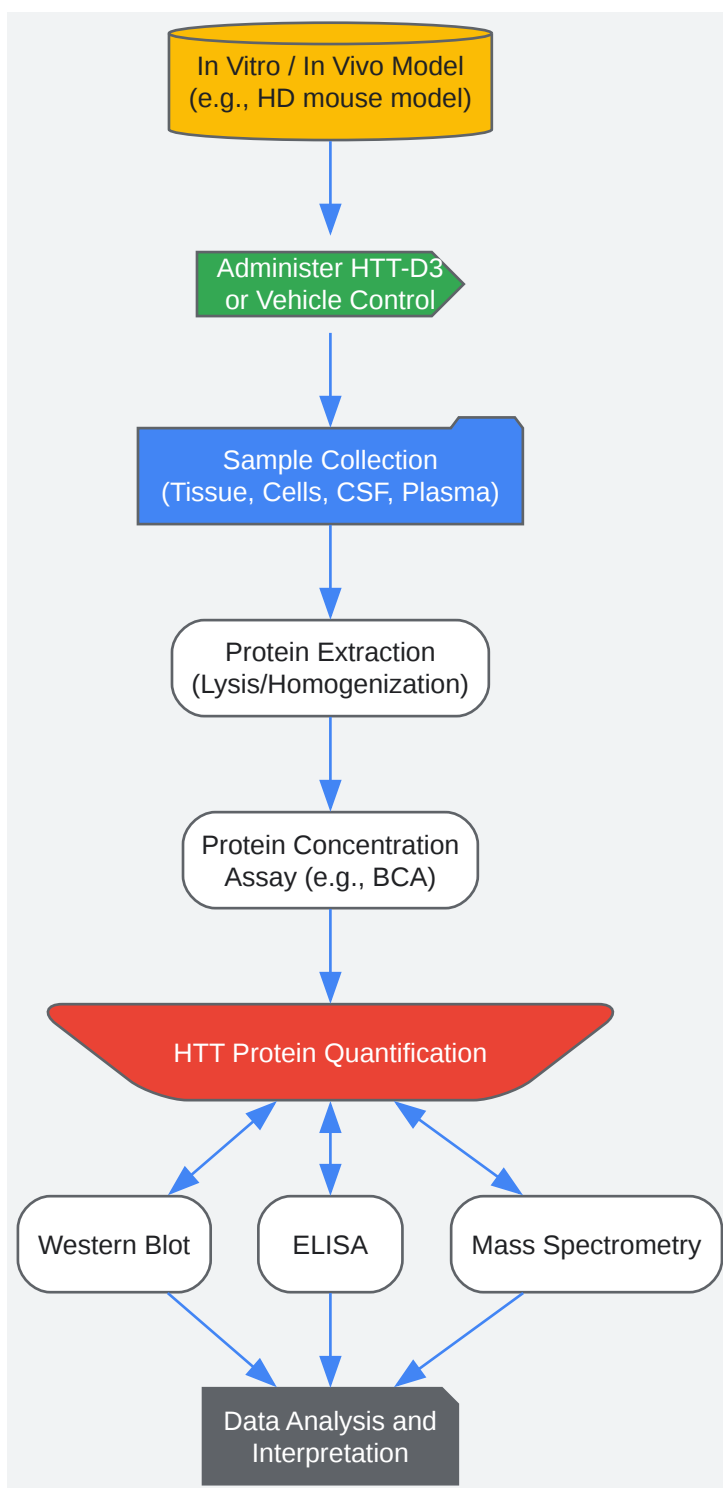 In Vitro / In Vivo Model
(e.g., HD mouse model)
Administer HTT-D3
or Vehicle Control
Sample Collection
(Tissue, Cells, CSF, Plasma)
Protein Extraction
(Lysis/Homogenization)
Protein Concentration
Assay (e.g., BCA)
HTT Protein Quantification
Western Blot
ELISA
Mass Spectrometry
Data Analysis and
Interpretation